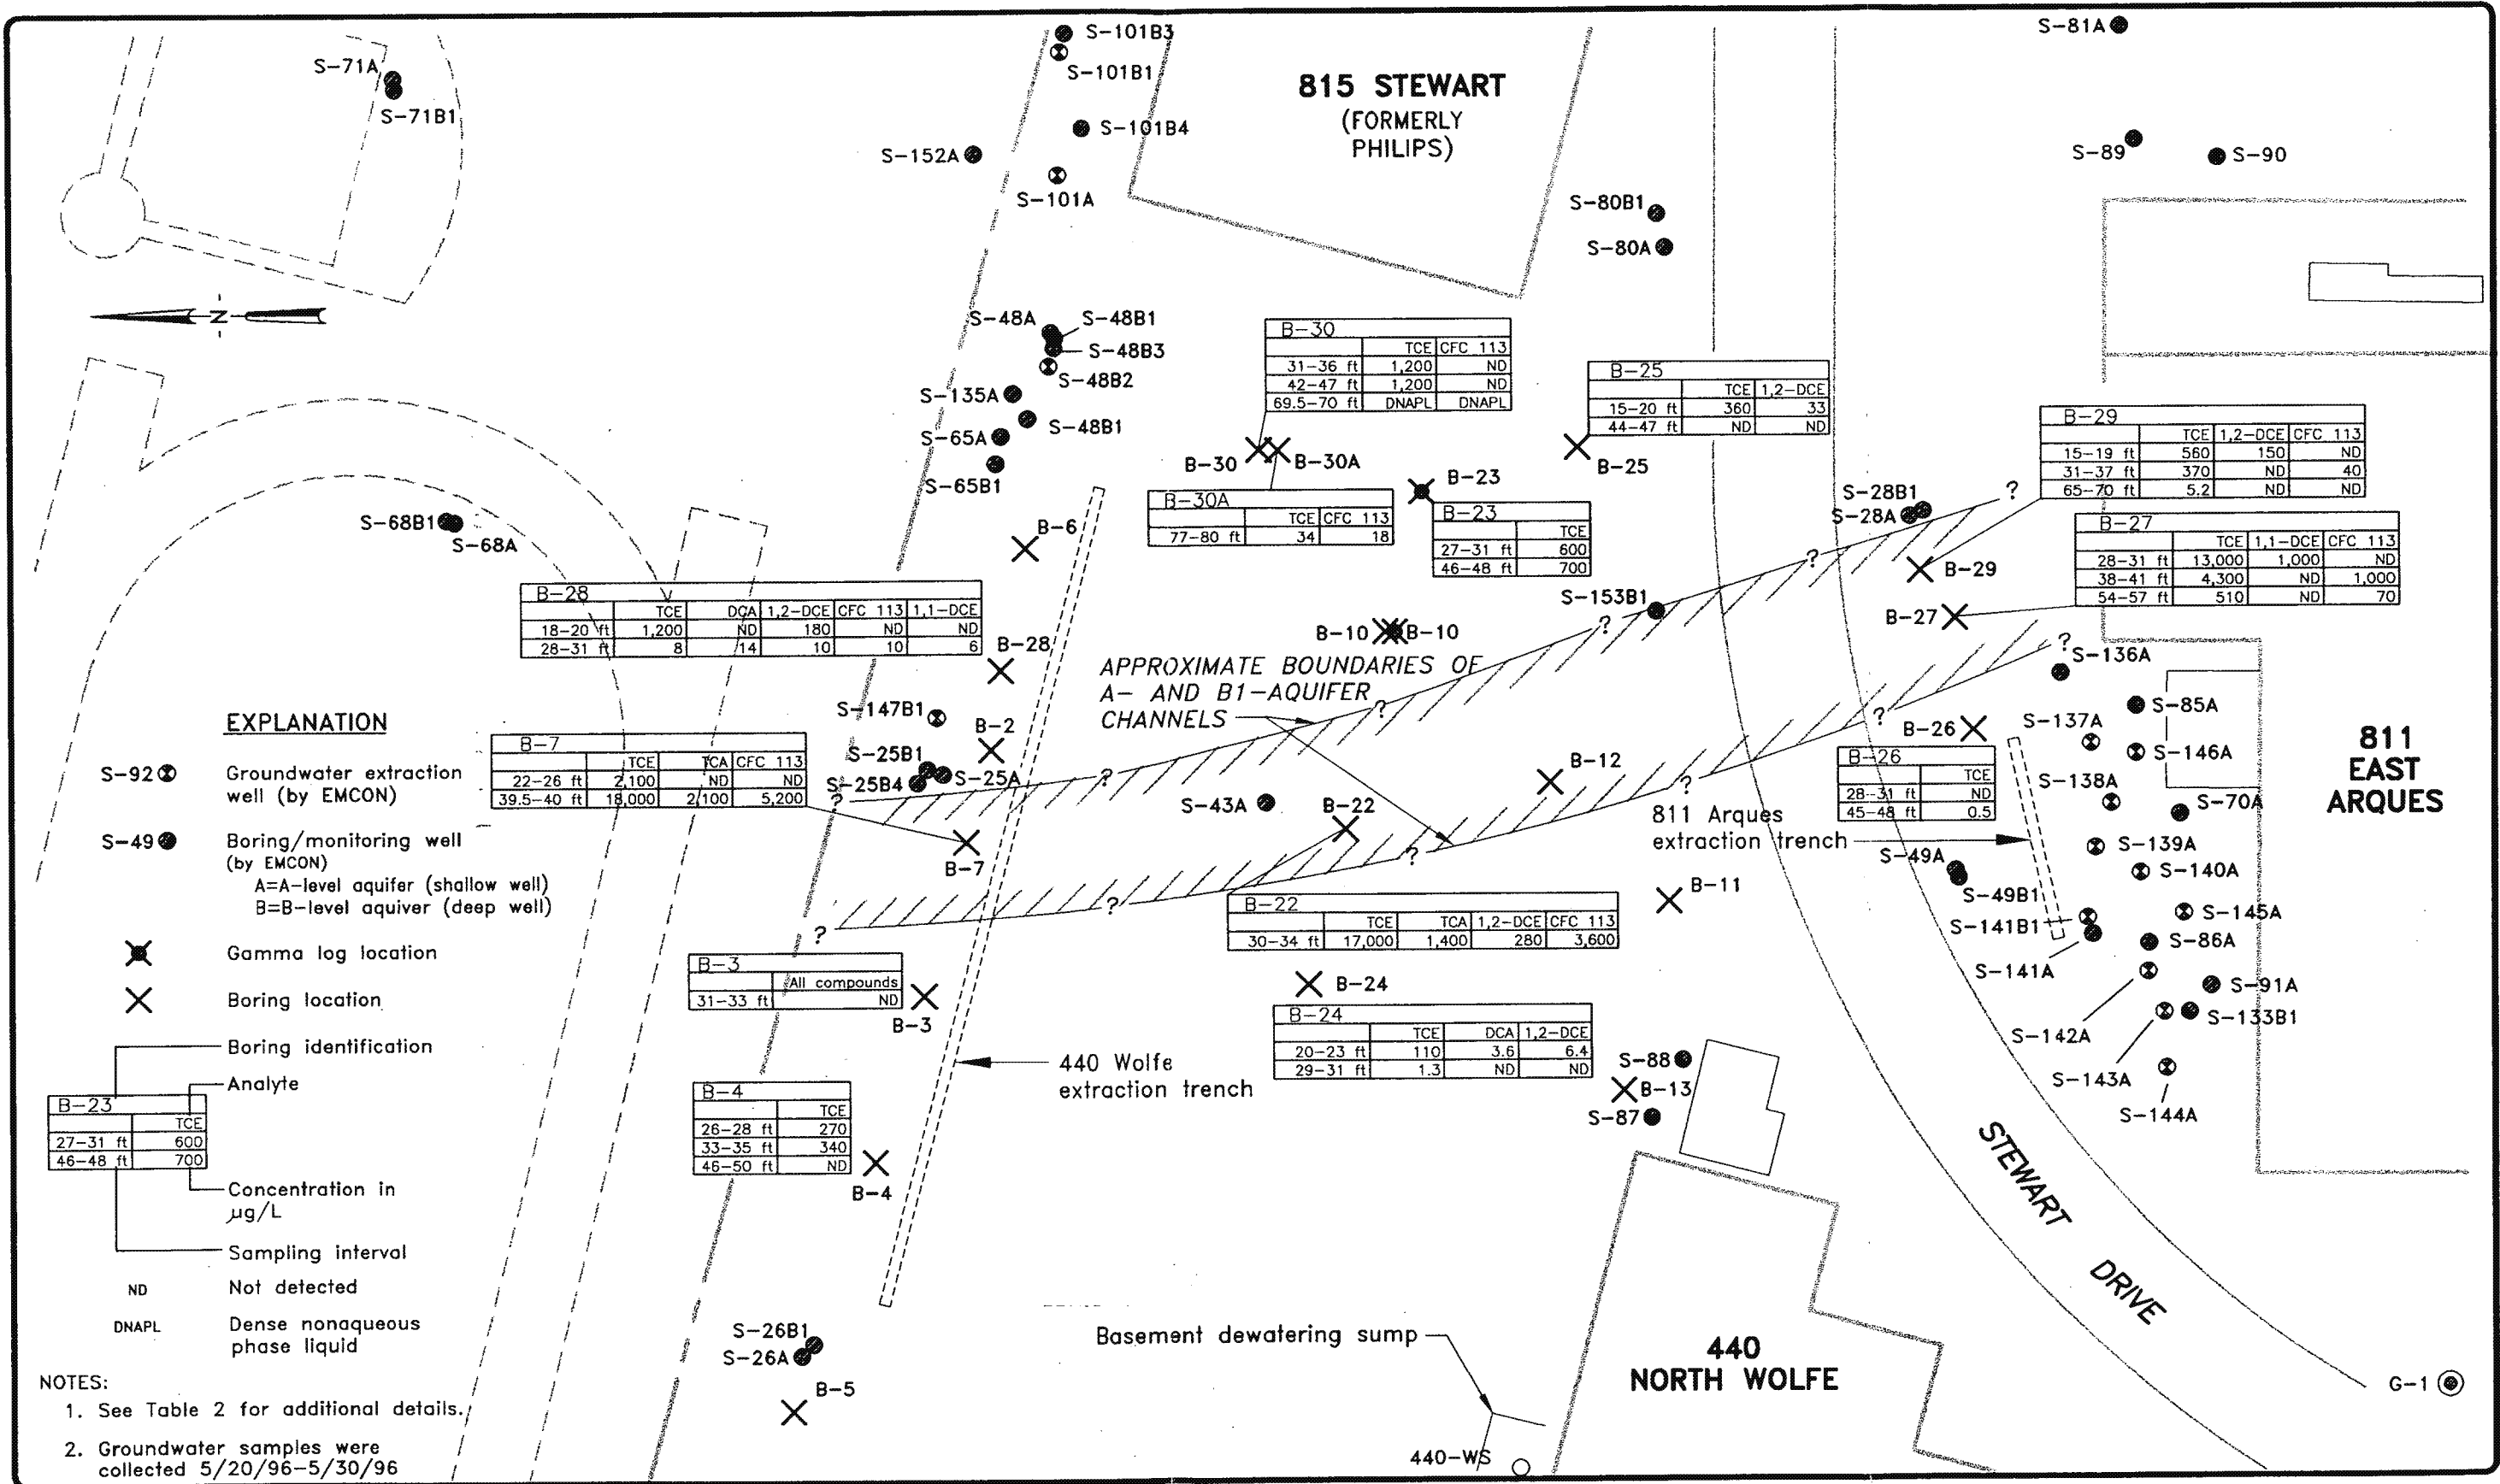 S-71A
S-71B1
S-101B3
S-101B1
S-101B4
S-152A
S-101A
815 STEWART
(FORMERLY
PHILIPS)
S-81A
S-89
S-90
S-80B1
S-80A
N
S-48A
S-48B1
S-48B3
S-48B2
S-135A
S-48B1
S-65A
S-65B1
S-68B1
S-68A
B-6
B-30
TCE CFC 113
31-36 ft 1,200 ND
42-47 ft 1,200 ND
69.5-70 ft DNAPL DNAPL
B-30
B-30A
B-30A
TCE CFC 113
77-80 ft 34 18
B-25
TCE 1,2-DCE
15-20 ft 360 33
44-47 ft ND ND
B-25
B-23
B-23
TCE
27-31 ft 600
46-48 ft 700
B-29
TCE 1,2-DCE CFC 113
15-19 ft 560 150 ND
31-37 ft 370 ND 40
65-70 ft 5.2 ND ND
S-28B1
S-28A
?
B-29
B-27
TCE 1,1-DCE CFC 113
28-31 ft 13,000 1,000 ND
38-41 ft 4,300 ND 1,000
54-57 ft 510 ND 70
B-27
?
S-153B1
?
B-10
B-10
B-28
TCE DCA 1,2-DCE CFC 113 1,1-DCE
18-20 ft 1,200 ND 180 ND ND
28-31 ft 8 14 10 10 6
B-28
APPROXIMATE BOUNDARIES OF
A- AND B1-AQUIFER
CHANNELS
?
?
?
S-136A
S-85A
S-137A
S-146A
B-26
?
B-26
TCE
28-31 ft ND
45-48 ft 0.5
S-138A
S-70A
811
EAST
ARQUES
S-147B1
B-2
B-7
TCE TCA CFC 113
22-26 ft 2,100 ND ND
39.5-40 ft 18,000 2,100 5,200
S-25B1
S-25A
S-25B4
?
B-7
S-43A
B-22
B-12
?
?
811 Arques
extraction trench
S-139A
S-49A
S-140A
S-49B1
S-145A
S-141B1
S-86A
S-141A
S-91A
S-133B1
S-142A
S-143A
S-144A
B-11
?
?
B-22
TCE TCA 1,2-DCE CFC 113
30-34 ft 17,000 1,400 280 3,600
B-3
All compounds
31-33 ft ND
B-3
B-24
B-24
TCE DCA 1,2-DCE
20-23 ft 110 3.6 6.4
29-31 ft 1.3 ND ND
440 Wolfe
extraction trench
S-88
B-13
S-87
B-4
TCE
26-28 ft 270
33-35 ft 340
46-50 ft ND
B-4
STEWART
DRIVE
S-26B1
S-26A
B-5
Basement dewatering sump
440
NORTH WOLFE
440-WS
G-1
EXPLANATION
S-92
Groundwater extraction
well (by EMCON)
S-49
Boring/monitoring well
(by EMCON)
A=A-level aquifer (shallow well)
B=B-level aquiver (deep well)
Gamma log location
Boring location
Boring identification
Analyte
B-23
TCE
27-31 ft 600
46-48 ft 700
Concentration in
µg/L
Sampling interval
ND Not detected
DNAPL Dense nonaqueous
phase liquid
NOTES:
1. See Table 2 for additional details.
2. Groundwater samples were
collected 5/20/96-5/30/96